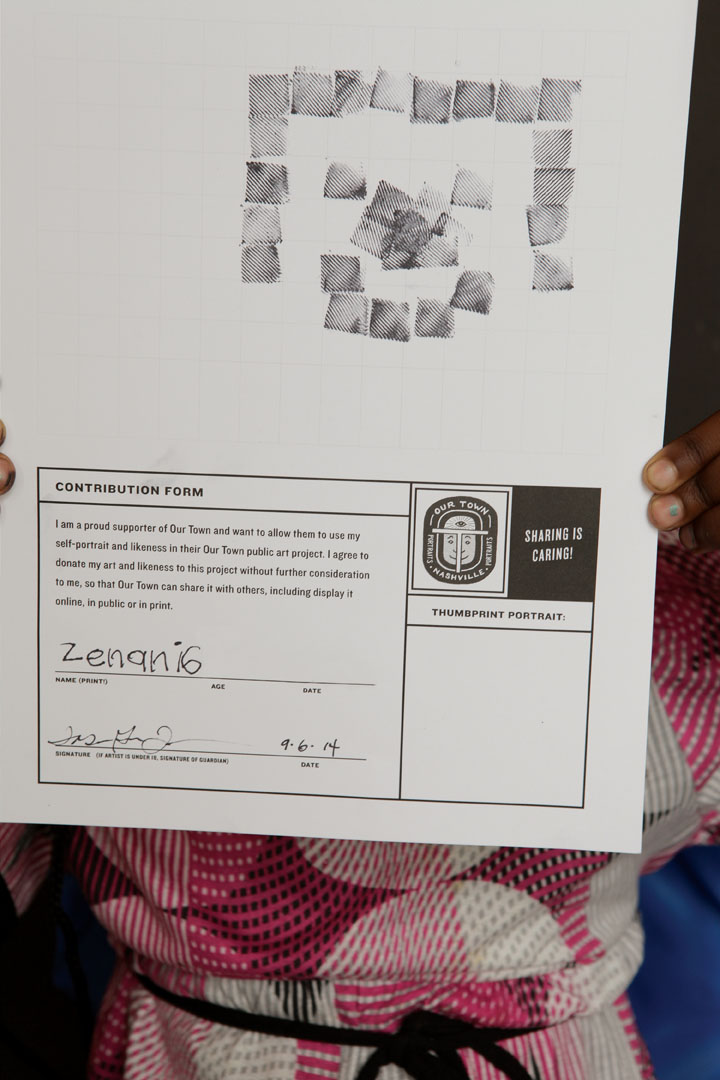 CONTRIBUTION FORM
I am a proud supporter of Our Town and want to allow them to use my
self-portrait and likeness in their Our Town public art project. I agree to
donate my art and likeness to this project without further consideration
to me, so that Our Town can share it with others, including display it
online, in public or in print.
zenani6
NAME (PRINT!) AGE DATE
9·6·14
SIGNATURE (IF ARTIST IS UNDER 18, SIGNATURE OF GUARDIAN) DATE
OUR TOWN
PORTRAITS PORTRAITS
NASHVILLE
SHARING IS
CARING!
THUMBPRINT PORTRAIT: